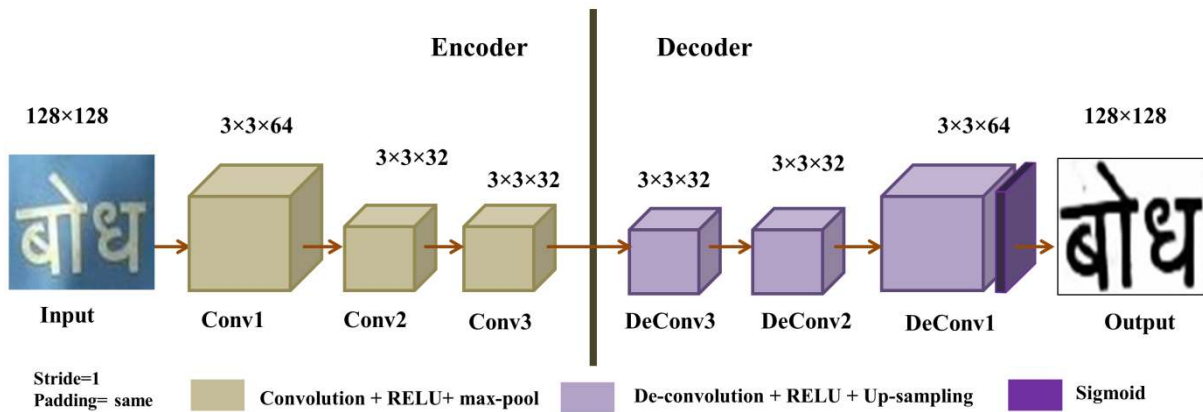 Encoder
Decoder
128×128
3×3×64
3×3×32
3×3×32
3×3×32
3×3×32
3×3×64
128×128
बोध
बोध
Input
Conv1
Conv2
Conv3
DeConv3
DeConv2
DeConv1
Output
Stride=1
Padding= same
Convolution + RELU+ max-pool
De-convolution + RELU + Up-sampling
Sigmoid